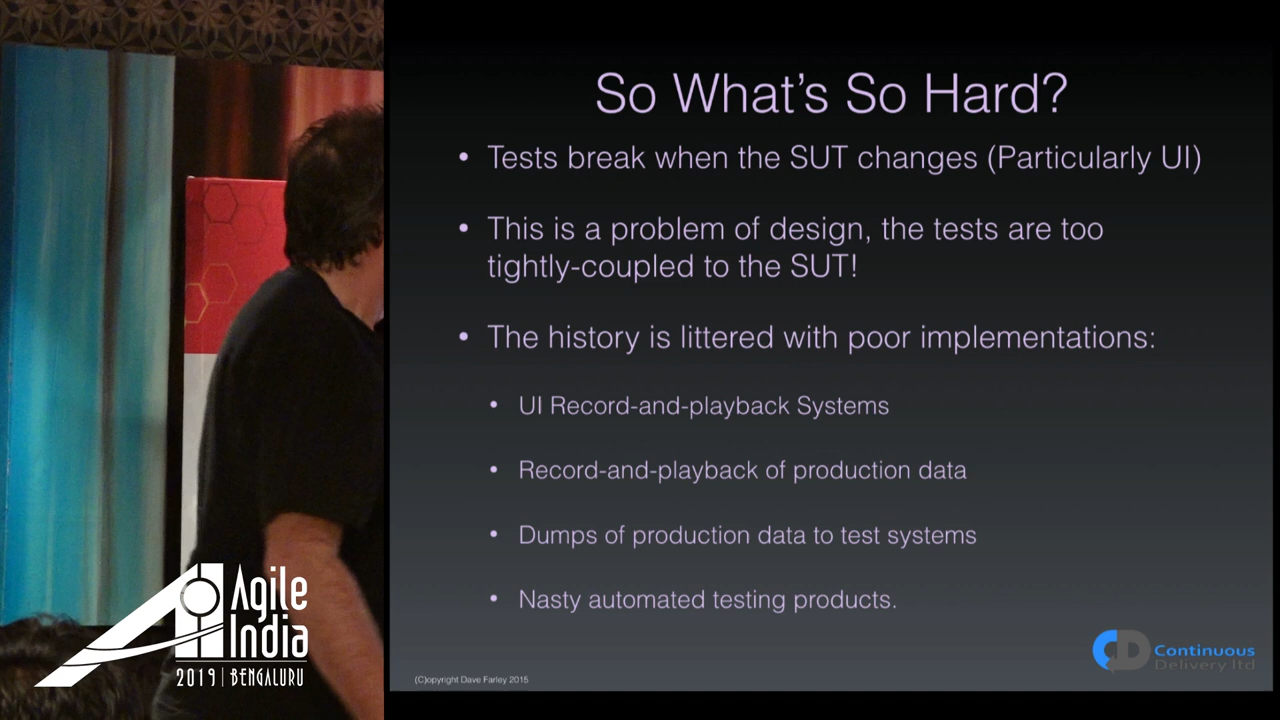 So What's So Hard?
• Tests break when the SUT changes (Particularly UI)
• This is a problem of design, the tests are too
tightly-coupled to the SUT!
• The history is littered with poor implementations:
• UI Record-and-playback Systems
• Record-and-playback of production data
• Dumps of production data to test systems
• Nasty automated testing products.
(C)opyright Dave Farley 2015
CD
Continuous
Delivery ltd
Agile
India
2019 | BENGALURU